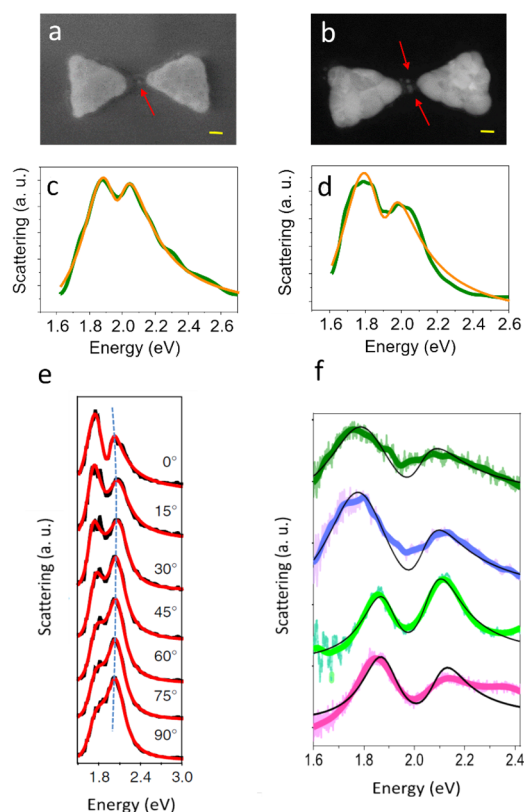 a
b
c
Scattering (a. u.)
1.6 1.8 2.0 2.2 2.4 2.6
Energy (eV)
d
Scattering (a. u.)
1.6 1.8 2.0 2.2 2.4 2.6
Energy (eV)
e
Scattering (a. u.)
0°
15°
30°
45°
60°
75°
90°
1.8 2.4 3.0
Energy (eV)
f
Scattering (a. u.)
1.6 1.8 2.0 2.2 2.4
Energy (eV)